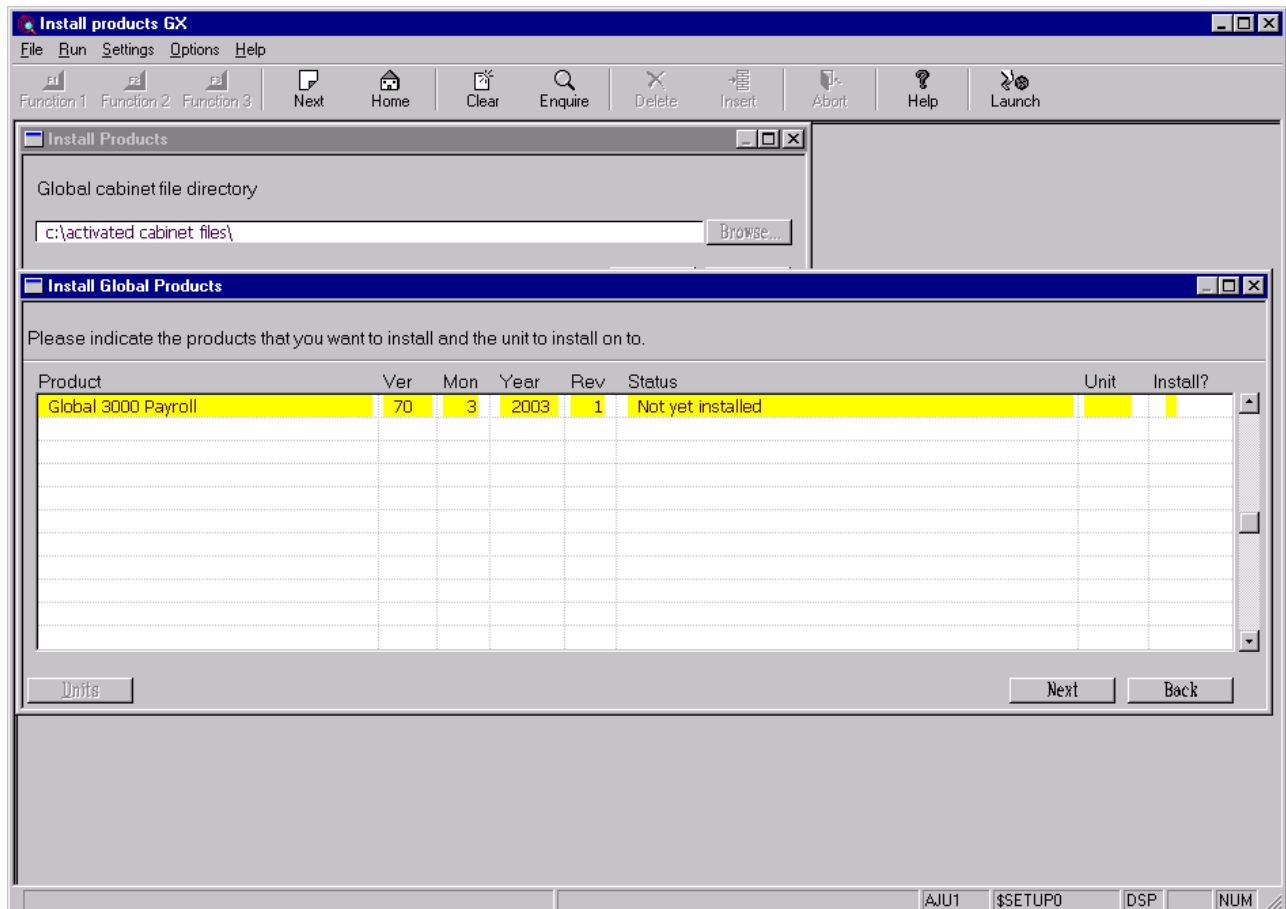 Install products GX
File Run Settings Options Help
F1 F2 F3
Function 1 Function 2 Function 3 Next Home Clear Enquire Delete Insert Abort Help Launch
Install Products
Global cabinet file directory
c:\activated cabinet files\ Browse...
Install Global Products
Please indicate the products that you want to install and the unit to install on to.
Product Ver Mon Year Rev Status Unit Install?
Global 3000 Payroll 70 3 2003 1 Not yet installed
Units Next Back
AJU1 $SETUP0 DSP NUM